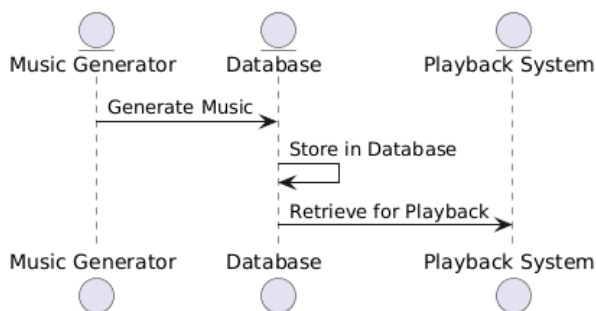 Music Generator Database Playback System
Generate Music
Store in Database
Retrieve for Playback
Music Generator Database Playback System